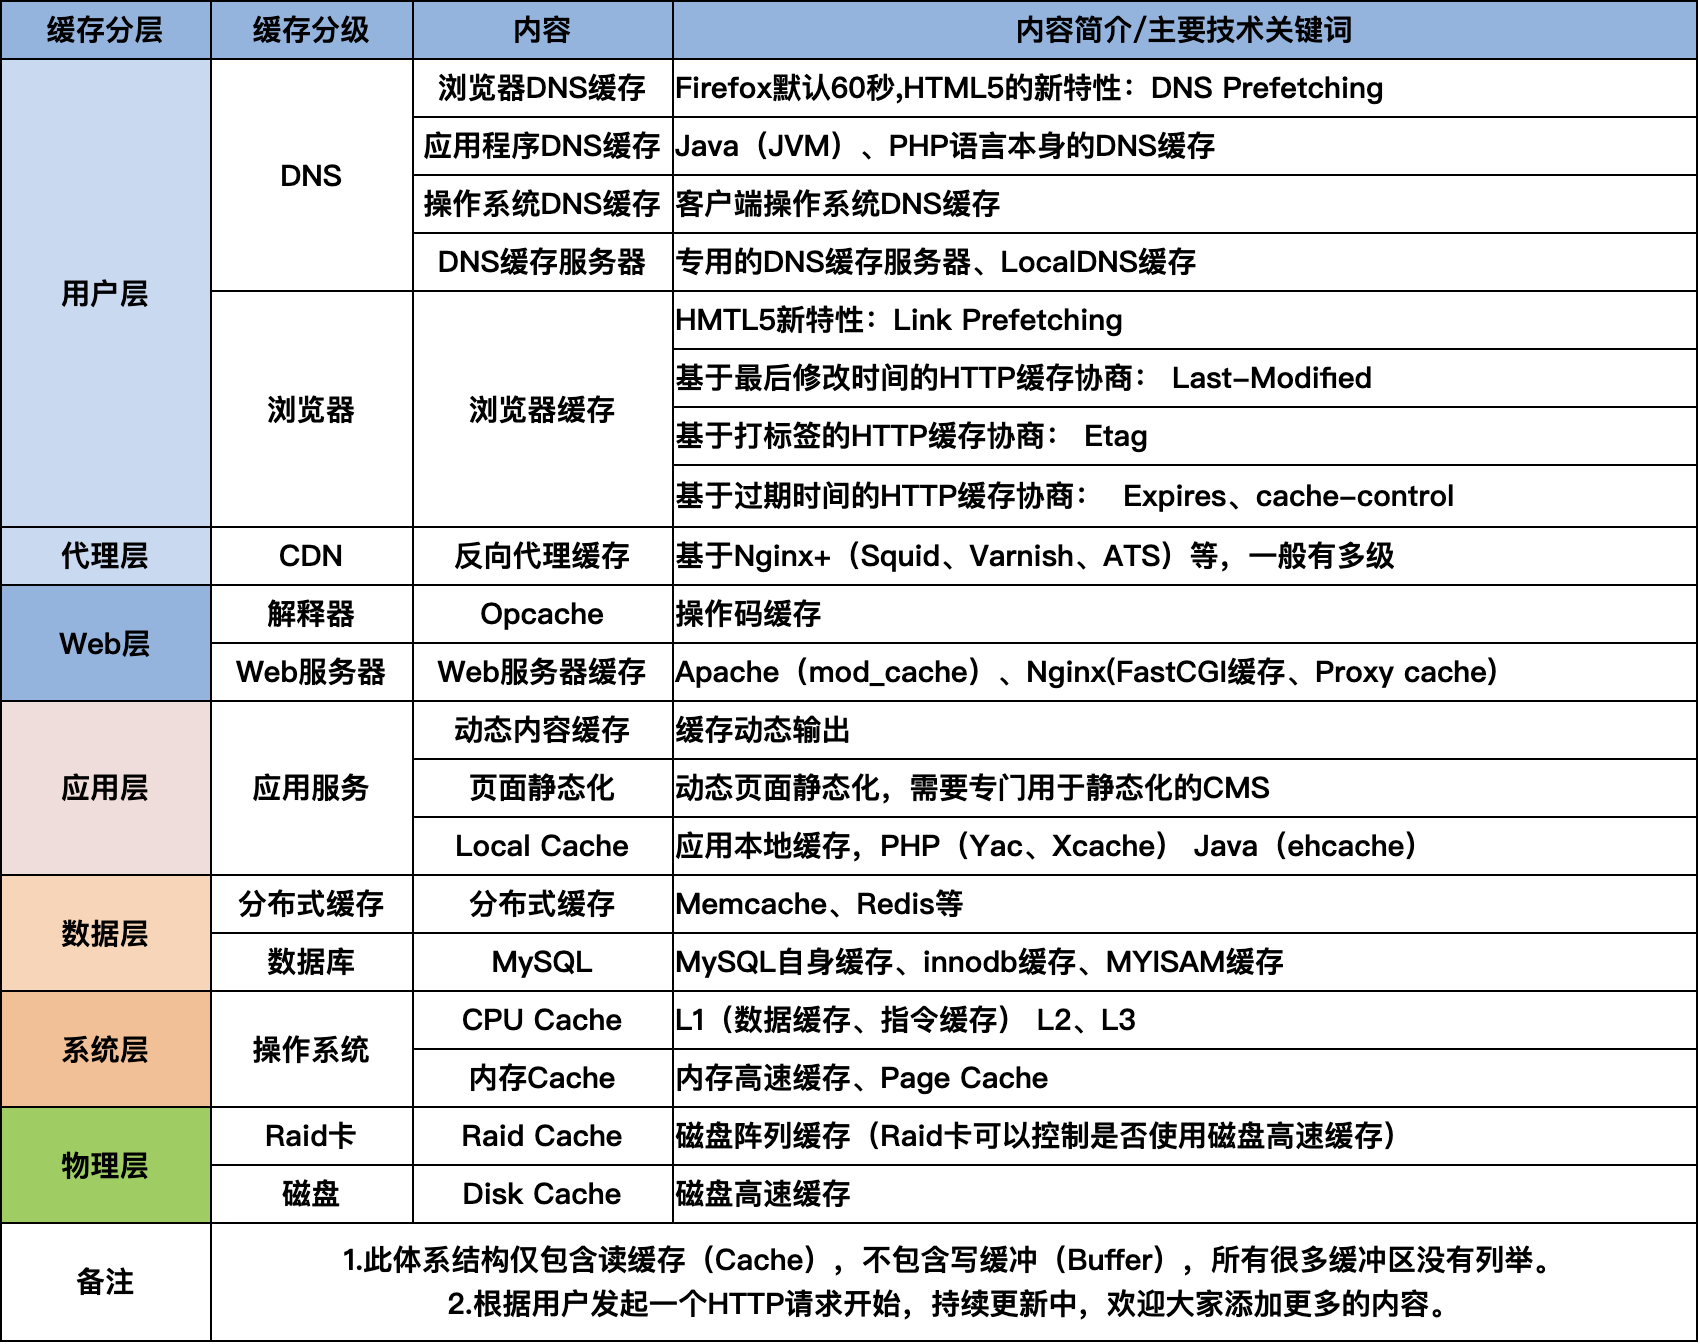 缓存分层 缓存分级 内容 内容简介/主要技术关键词
用户层 DNS 浏览器DNS缓存 Firefox默认60秒,HTML5的新特性：DNS Prefetching
应用程序DNS缓存 Java（JVM）、PHP语言本身的DNS缓存
操作系统DNS缓存 客户端操作系统DNS缓存
DNS缓存服务器 专用的DNS缓存服务器、LocalDNS缓存
浏览器 浏览器缓存 HMTL5新特性：Link Prefetching
基于最后修改时间的HTTP缓存协商： Last-Modified
基于打标签的HTTP缓存协商： Etag
基于过期时间的HTTP缓存协商： Expires、cache-control
代理层 CDN 反向代理缓存 基于Nginx+（Squid、Varnish、ATS）等，一般有多级
Web层 解释器 Opcache 操作码缓存
Web服务器 Web服务器缓存 Apache（mod_cache）、Nginx(FastCGI缓存、Proxy cache)
应用层 应用服务 动态内容缓存 缓存动态输出
页面静态化 动态页面静态化，需要专门用于静态化的CMS
Local Cache 应用本地缓存，PHP（Yac、Xcache） Java（ehcache）
数据层 分布式缓存 分布式缓存 Memcache、Redis等
数据库 MySQL MySQL自身缓存、innodb缓存、MYISAM缓存
系统层 操作系统 CPU Cache L1（数据缓存、指令缓存） L2、L3
内存Cache 内存高速缓存、Page Cache
物理层 Raid卡 Raid Cache 磁盘阵列缓存（Raid卡可以控制是否使用磁盘高速缓存）
磁盘 Disk Cache 磁盘高速缓存
备注 1.此体系结构仅包含读缓存（Cache），不包含写缓冲（Buffer），所有很多缓冲区没有列举。
2.根据用户发起一个HTTP请求开始，持续更新中，欢迎大家添加更多的内容。